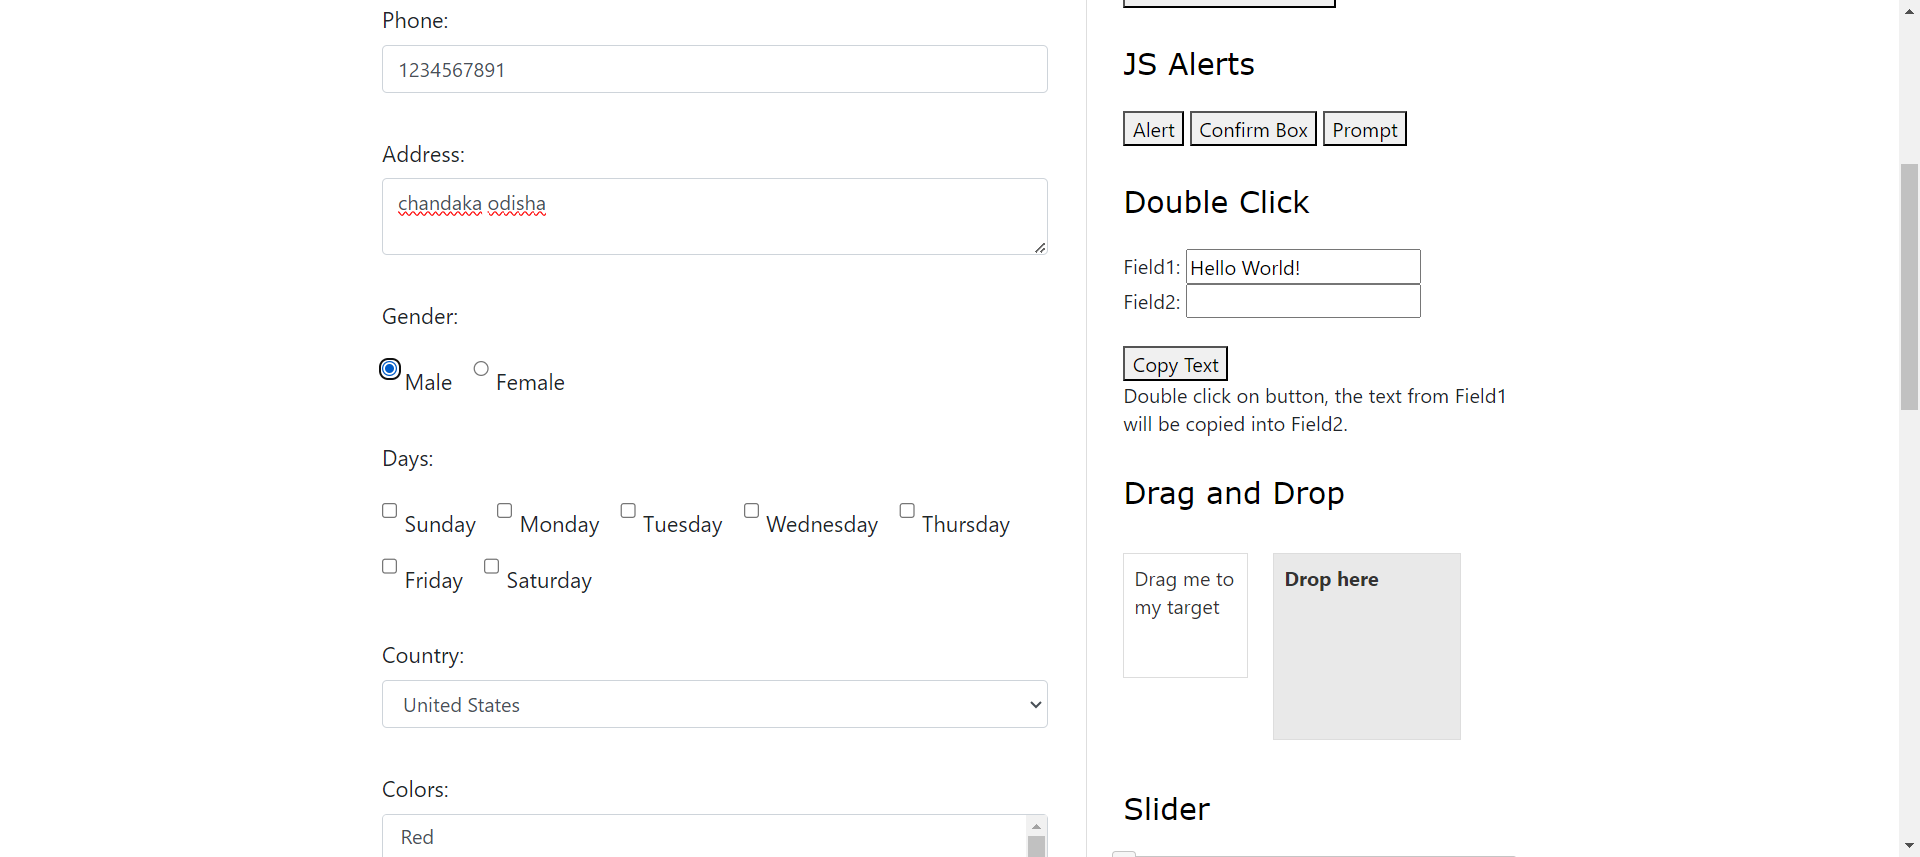 Phone:
1234567891
Address:
chandaka odisha
Gender:
Male Female
Days:
Sunday Monday Tuesday Wednesday Thursday
Friday Saturday
Country:
United States
Colors:
Red
JS Alerts
Alert Confirm Box Prompt
Double Click
Field1: Hello World!
Field2:
Copy Text
Double click on button, the text from Field1
will be copied into Field2.
Drag and Drop
Drag me to
my target
Drop here
Slider